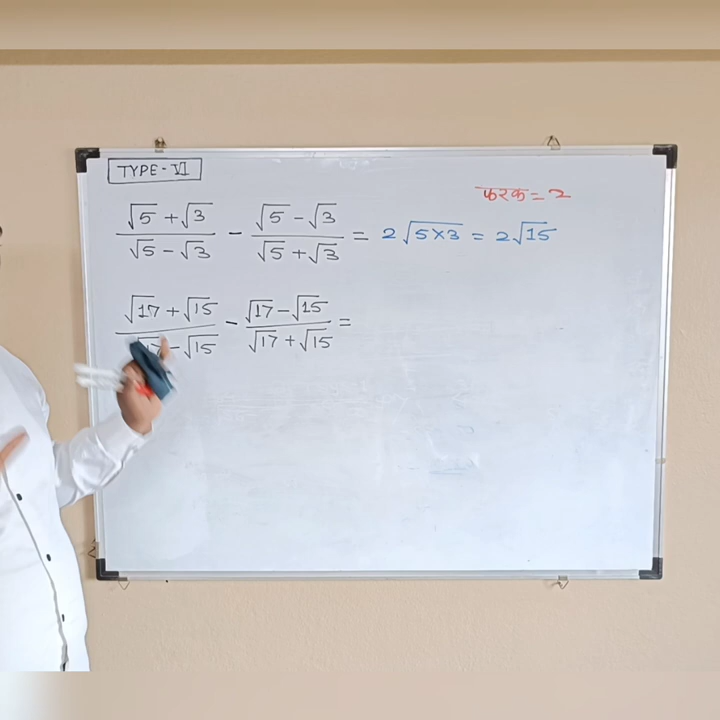 TYPE - VI
फरक = 2
(√5 + √3)/(√5 − √3) − (√5 − √3)/(√5 + √3) = 2√5×3 = 2√15
(√17 + √15)/(√17 − √15) − (√17 − √15)/(√17 + √15) =